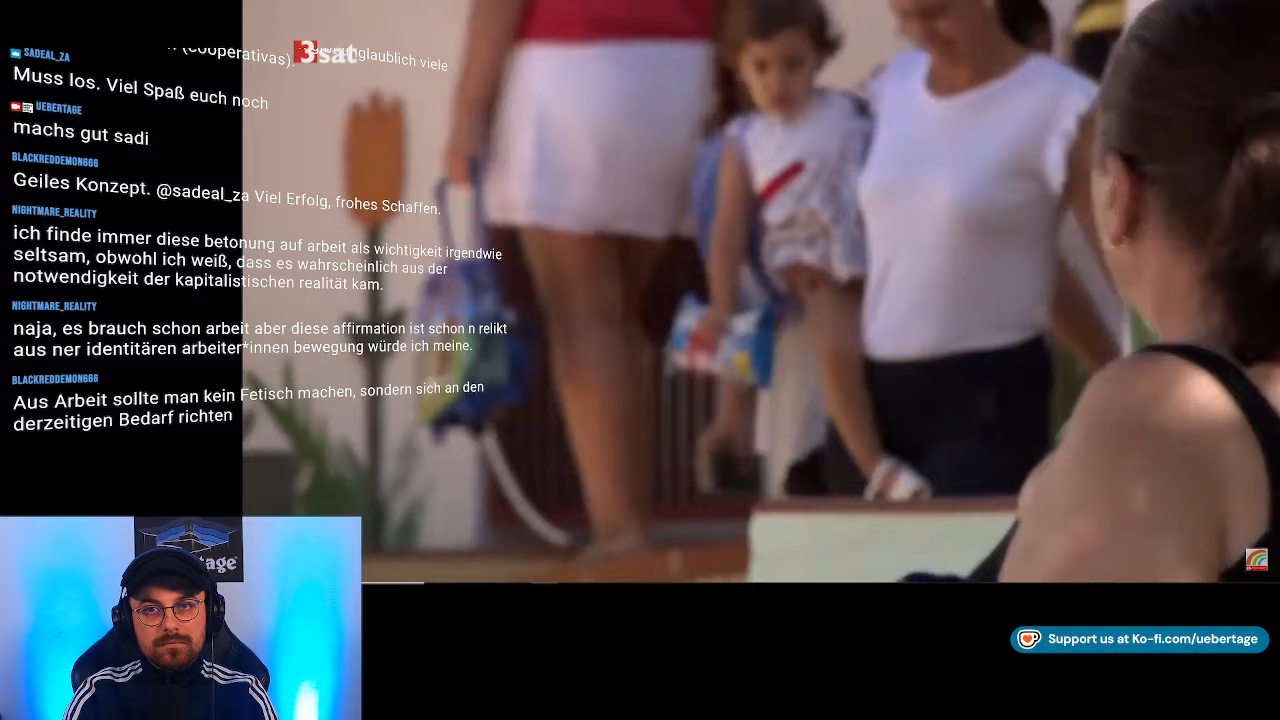 (cooperativas).
unglaublich viele
3sat
SADEAL_ZA
Muss los. Viel Spaß euch noch
UEBERTAGE
machs gut sadi
BLACKREDDEMON666
Geiles Konzept. @sadeal_za Viel Erfolg, frohes Schaffen.
NIGHTMARE_REALITY
ich finde immer diese betonung auf arbeit als wichtigkeit irgendwie
seltsam, obwohl ich weiß, dass es wahrscheinlich aus der
notwendigkeit der kapitalistischen realität kam.
NIGHTMARE_REALITY
naja, es brauch schon arbeit aber diese affirmation ist schon n relikt
aus ner identitären arbeiter*innen bewegung würde ich meine.
BLACKREDDEMON666
Aus Arbeit sollte man kein Fetisch machen, sondern sich an den
derzeitigen Bedarf richten
tage
Support us at Ko-fi.com/uebertage